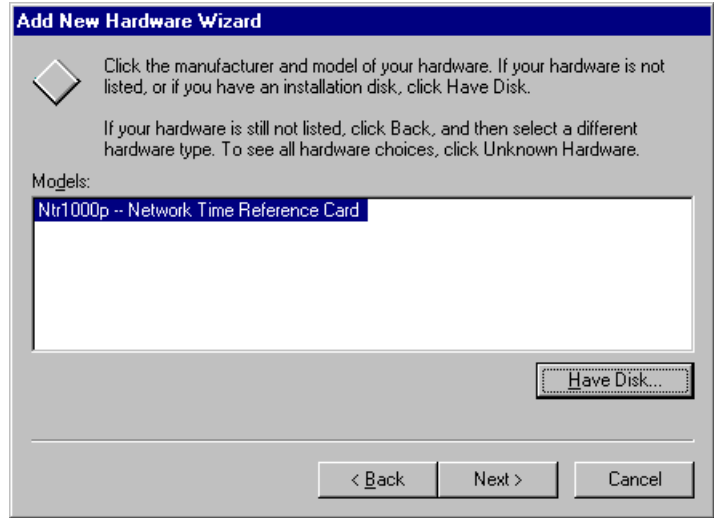 Add New Hardware Wizard
Click the manufacturer and model of your hardware. If your hardware is not
listed, or if you have an installation disk, click Have Disk.
If your hardware is still not listed, click Back, and then select a different
hardware type. To see all hardware choices, click Unknown Hardware.
Models:
Ntr1000p -- Network Time Reference Card
Have Disk...
< Back Next > Cancel